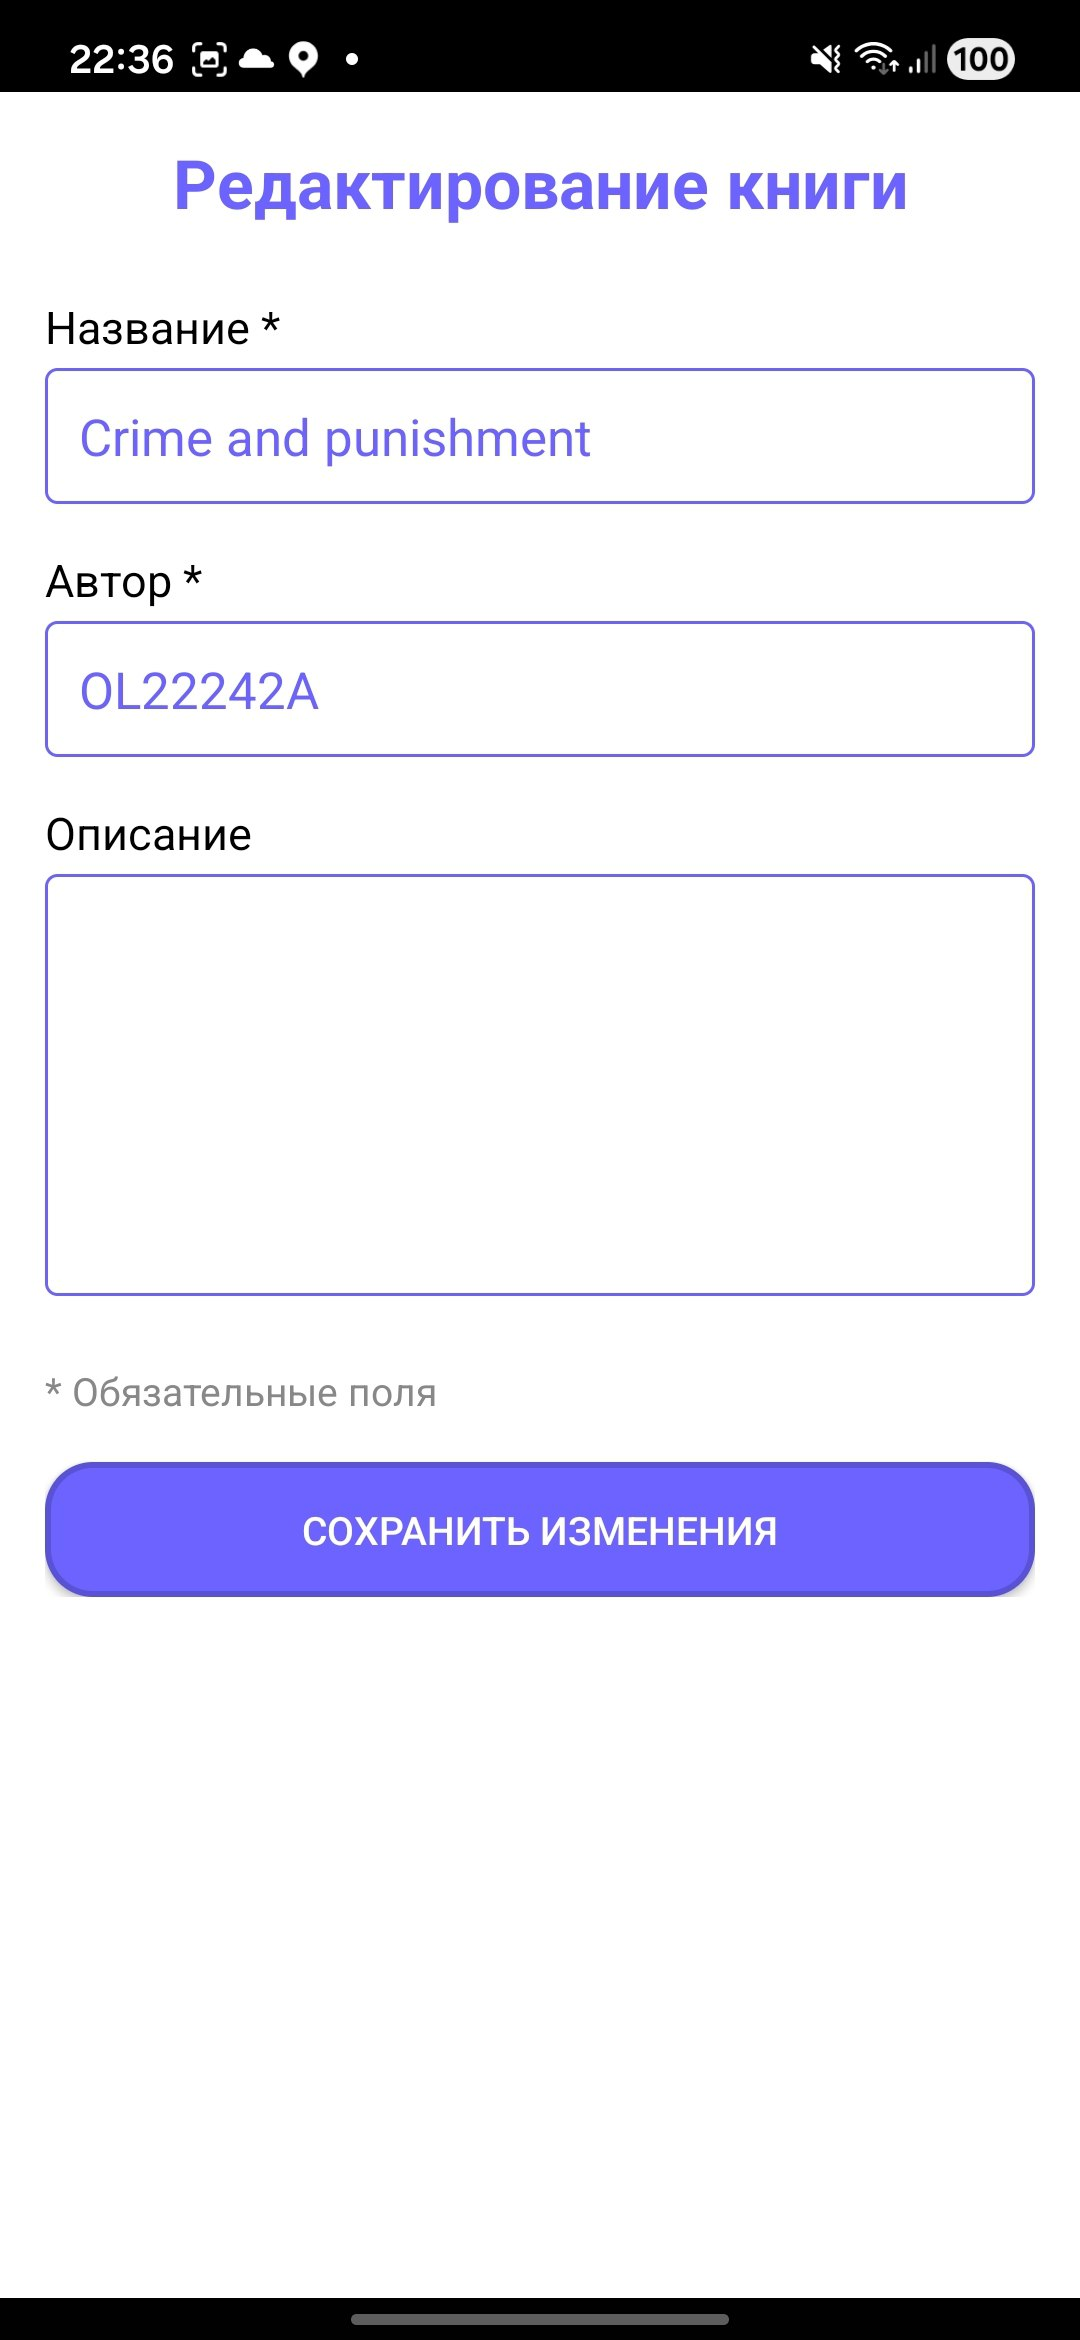 22:36
100
Редактирование книги
Название *
Crime and punishment
Автор *
OL22242A
Описание
* Обязательные поля
СОХРАНИТЬ ИЗМЕНЕНИЯ